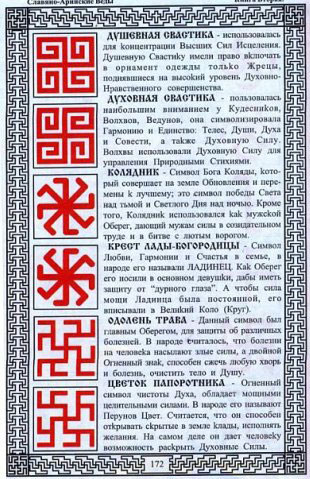 Славяно-Арийские Веды
ДУШЕВНАЯ СВАСТИКА - использовалась
для концентрации Высших Сил Исцеления.
Душевную Свастику имели право включать
в орнамент одежды только Жрецы,
поднявшиеся на высокий уровень Духовно-
Нравственного совершенства.
ДУХОВНАЯ СВАСТИКА - пользовалась
наибольшим вниманием у Кудесников,
Волхвов, Ведунов, она символизировала
Гармонию и Единство: Телес, Души, Духа
и Совести, а также Духовную Силу.
Волхвы использовали Духовную Силу для
управления Природными Стихиями.
КОЛЯДНИК - Символ Бога Коляды, кото-
рый совершает на земле Обновления и пере-
мены к лучшему; это символ победы Света
над тьмой и Светлого Дня над ночью. Кроме
того, Колядник использовался как мужской
Оберег, дающий мужам силы в созидательном
труде и в битве с лютым ворогом.
КРЕСТ ЛАДЫ-БОГОРОДИЦЫ - Символ
Любви, Гармонии и Счастья в семье, в
народе его называли ЛАДИНЕЦ. Как Оберег
его носили в основном девушки, дабы иметь
защиту от "дурного глаза". А чтобы сила
мощи Ладинца была постоянной, его
вписывали в Великий Коло (Круг).
ОДОЛЕНЬ ТРАВА - Данный символ был
главным Оберегом, для защиты от различных
болезней. В народе считалось, что болезни
на человека насылают злые силы, а двойной
Огненный знак, способен сжечь любую хворь
и болезнь, очистить тело и Душу.
ЦВЕТОК ПАПОРОТНИКА - Огненный
символ чистоты Духа, обладает мощными
целительными силами. В народе его называют
Перунов Цвет. Считается, что он способен
открывать скрытые в земле клады, исполнять
желания. На самом деле он дает человеку
возможность раскрыть Духовные Силы.
172